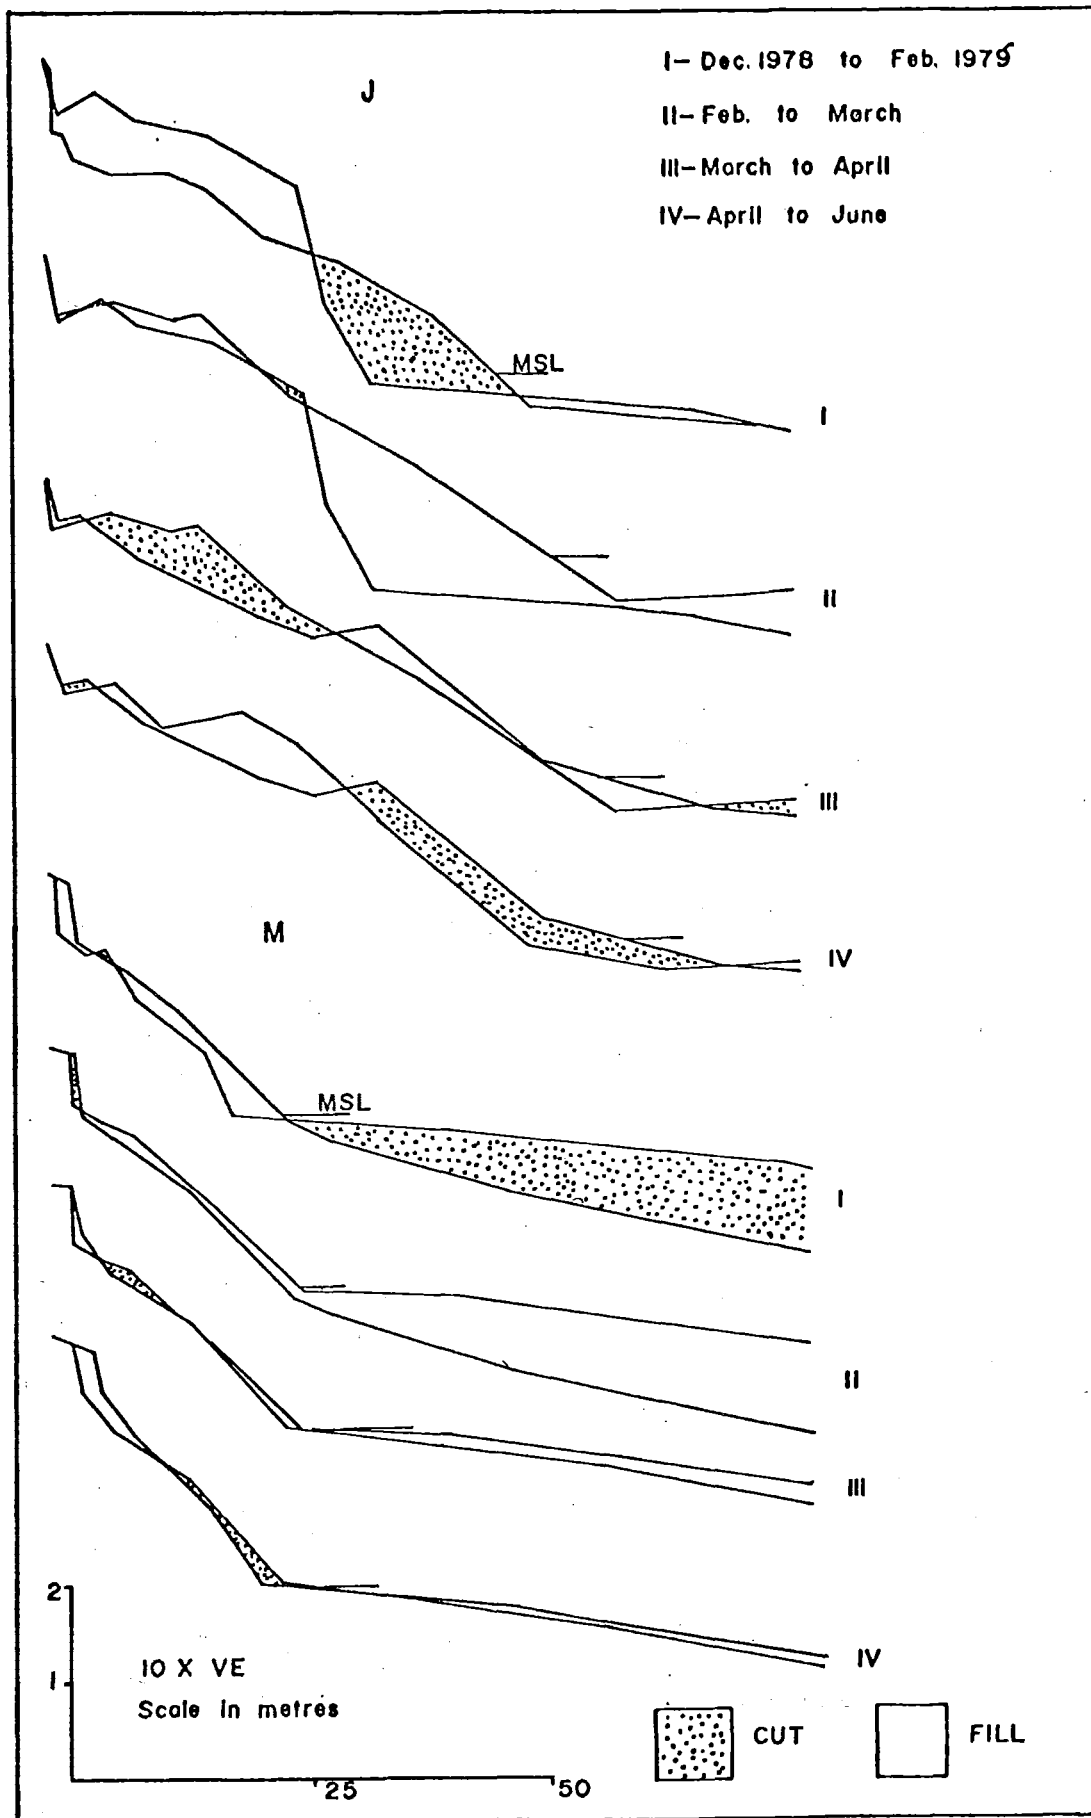 J
I– Dec. 1978 to Feb. 1979
II– Feb. to March
III– March to April
IV– April to June
MSL
I
II
III
IV
M
MSL
I
II
III
IV
2
1
10 X VE
Scale in metres
25
50
CUT
FILL